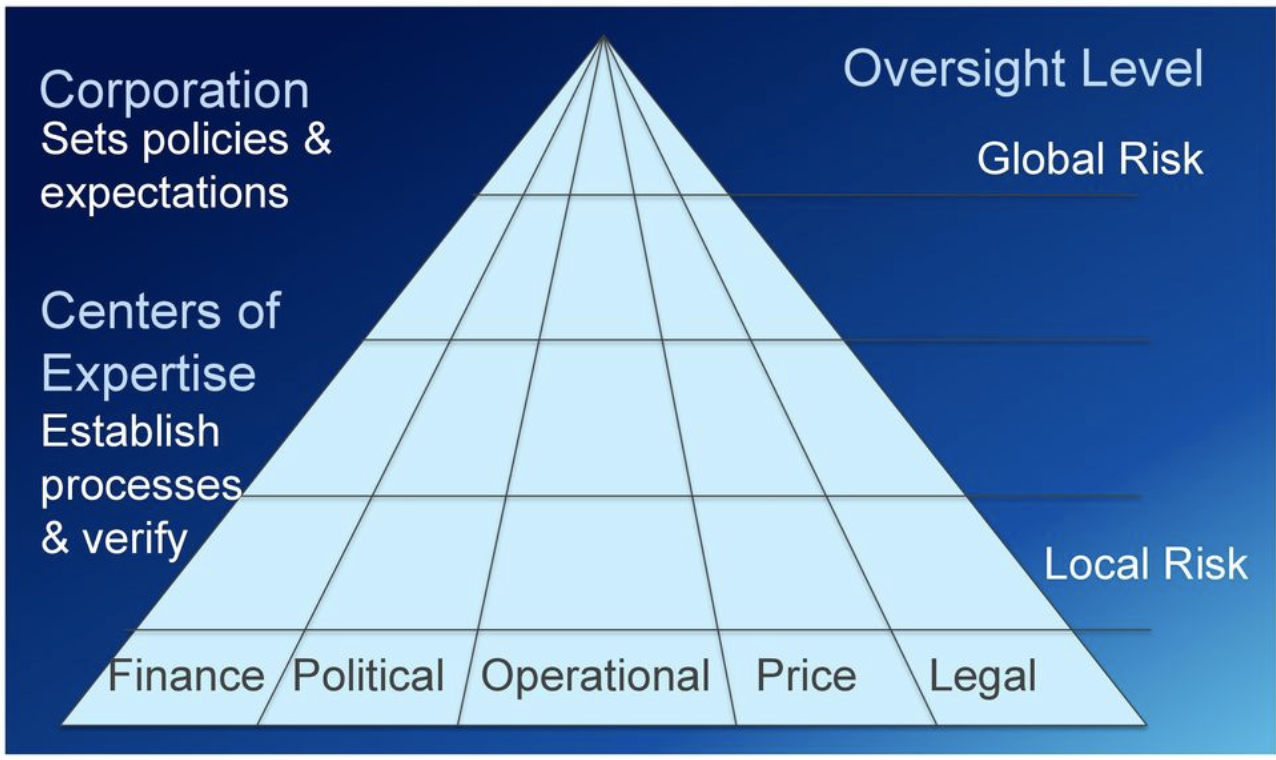 Corporation
Sets policies &
expectations
Oversight Level
Global Risk
Centers of
Expertise
Establish
processes
& verify
Local Risk
Finance Political Operational Price Legal